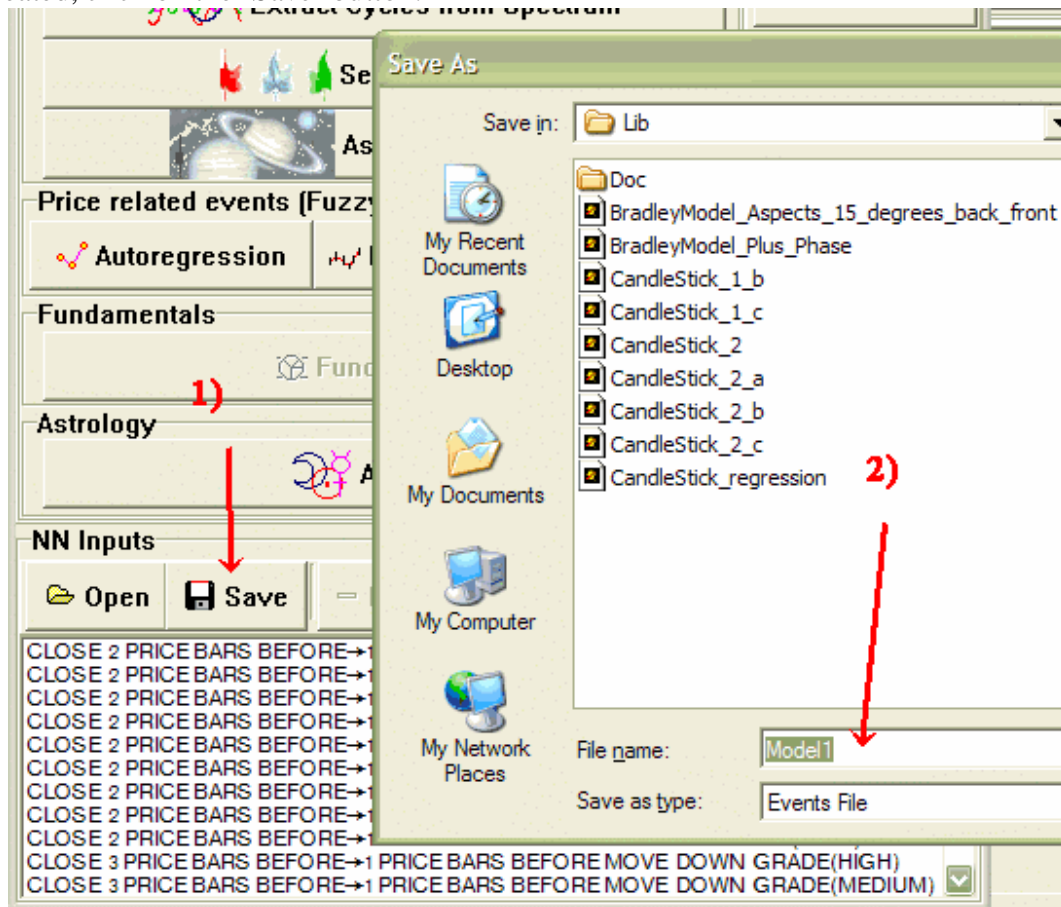 Extract Cycles from Spectrum
Se
As
Price related events (Fuzzy
Autoregression
Fundamentals
Func
1)
Astrology
A
NN Inputs
Open Save
CLOSE 2 PRICE BARS BEFORE→1
CLOSE 2 PRICE BARS BEFORE→1
CLOSE 2 PRICE BARS BEFORE→1
CLOSE 2 PRICE BARS BEFORE→1
CLOSE 2 PRICE BARS BEFORE→1
CLOSE 2 PRICE BARS BEFORE→1
CLOSE 2 PRICE BARS BEFORE→1
CLOSE 2 PRICE BARS BEFORE→1
CLOSE 2 PRICE BARS BEFORE→1
CLOSE 3 PRICE BARS BEFORE→1 PRICE BARS BEFORE MOVE DOWN GRADE(HIGH)
CLOSE 3 PRICE BARS BEFORE→1 PRICE BARS BEFORE MOVE DOWN GRADE(MEDIUM)
Save As
Save in: Lib
My Recent
Documents
Desktop
My Documents
My Computer
My Network
Places
Doc
BradleyModel_Aspects_15_degrees_back_front
BradleyModel_Plus_Phase
CandleStick_1_b
CandleStick_1_c
CandleStick_2
CandleStick_2_a
CandleStick_2_b
CandleStick_2_c
CandleStick_regression
2)
File name: Model1
Save as type: Events File